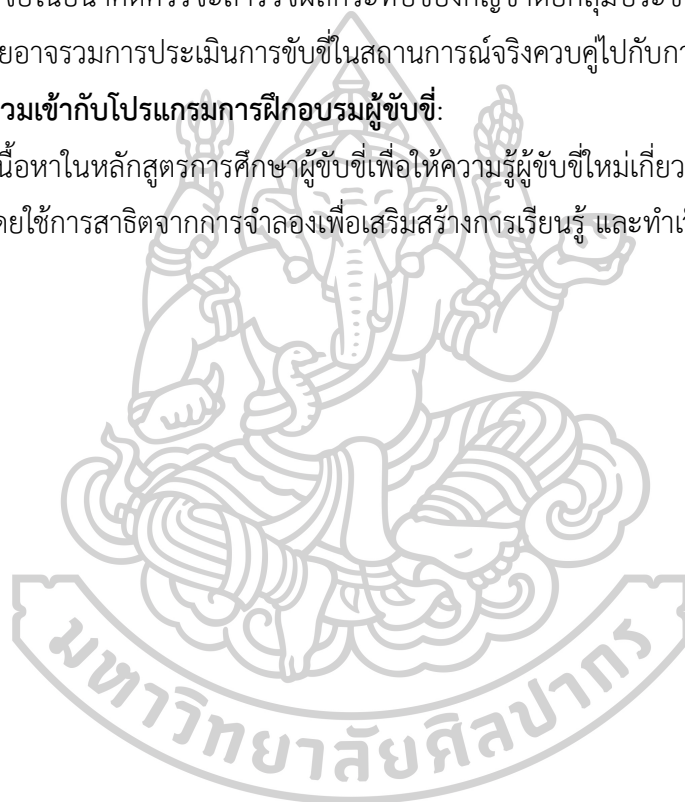 ยอาจรวมการประเมินการขับขี่ในสถานการณ์จริงควบคู่ไปกับกา
วมเข้ากับโปรแกรมการฝึกอบรมผู้ขับขี่:
นื้อหาในหลักสูตรการศึกษาผู้ขับขี่เพื่อให้ความรู้ผู้ขับขี่ใหม่เกี่ยว
ดยใช้การสาธิตจากการจำลองเพื่อเสริมสร้างการเรียนรู้ และทำเ
มหาวิทยาลัยศิลปากร